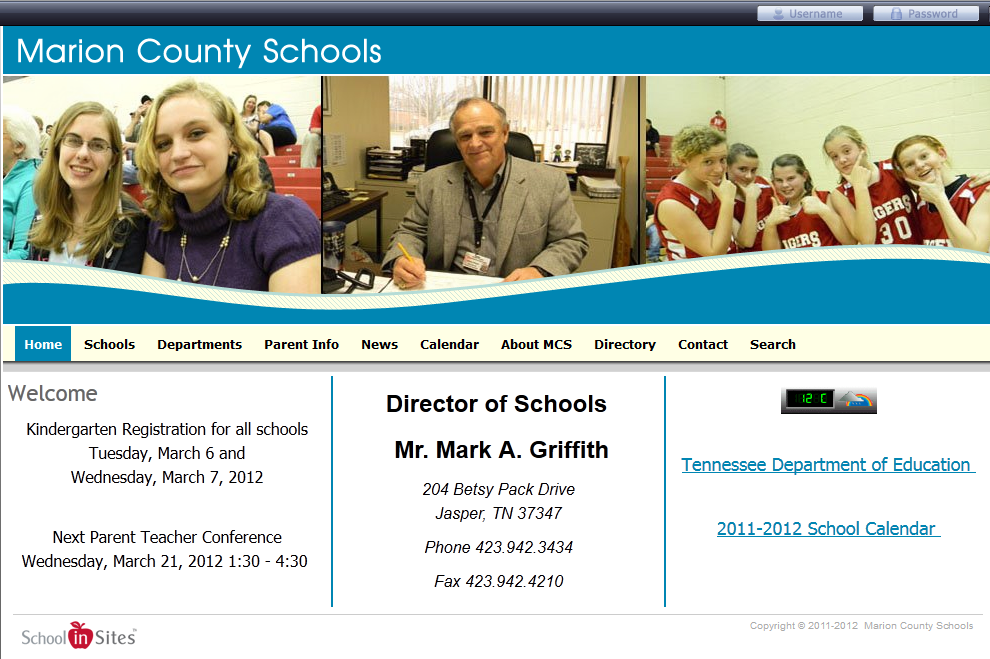 Username
Password
Marion County Schools
IGERS
IGERS
30
Home
Schools
Departments
Parent Info
News
Calendar
About MCS
Directory
Contact
Search
Welcome
Kindergarten Registration for all schools
Tuesday, March 6 and
Wednesday, March 7, 2012
Next Parent Teacher Conference
Wednesday, March 21, 2012 1:30 - 4:30
Director of Schools
Mr. Mark A. Griffith
204 Betsy Pack Drive
Jasper, TN 37347
Phone 423.942.3434
Fax 423.942.4210
12 C
Tennessee Department of Education
2011-2012 School Calendar
School in Sites™
Copyright © 2011-2012 Marion County Schools